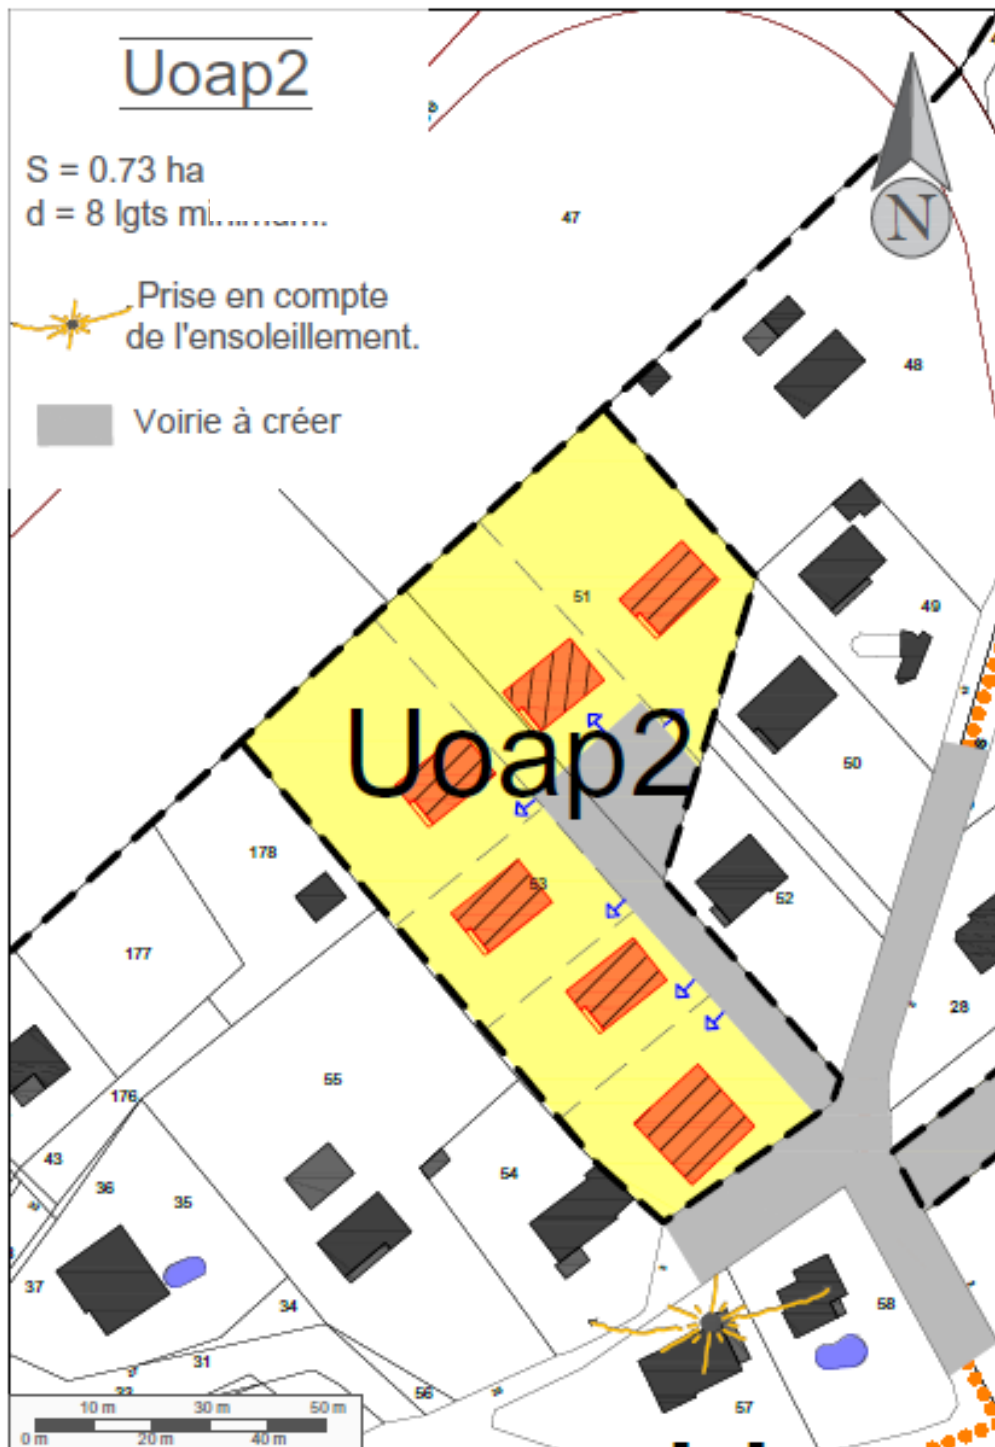 Uoap2
S = 0.73 ha
d = 8 lgts minimum.
Prise en compte
de l'ensoleillement.
Voirie à créer
N
47
48
51
49
Uoap2
50
178
53
52
177
28
55
176
43
54
36
35
37
58
34
31
33
56
57
10 m 30 m 50 m
0 m 20 m 40 m